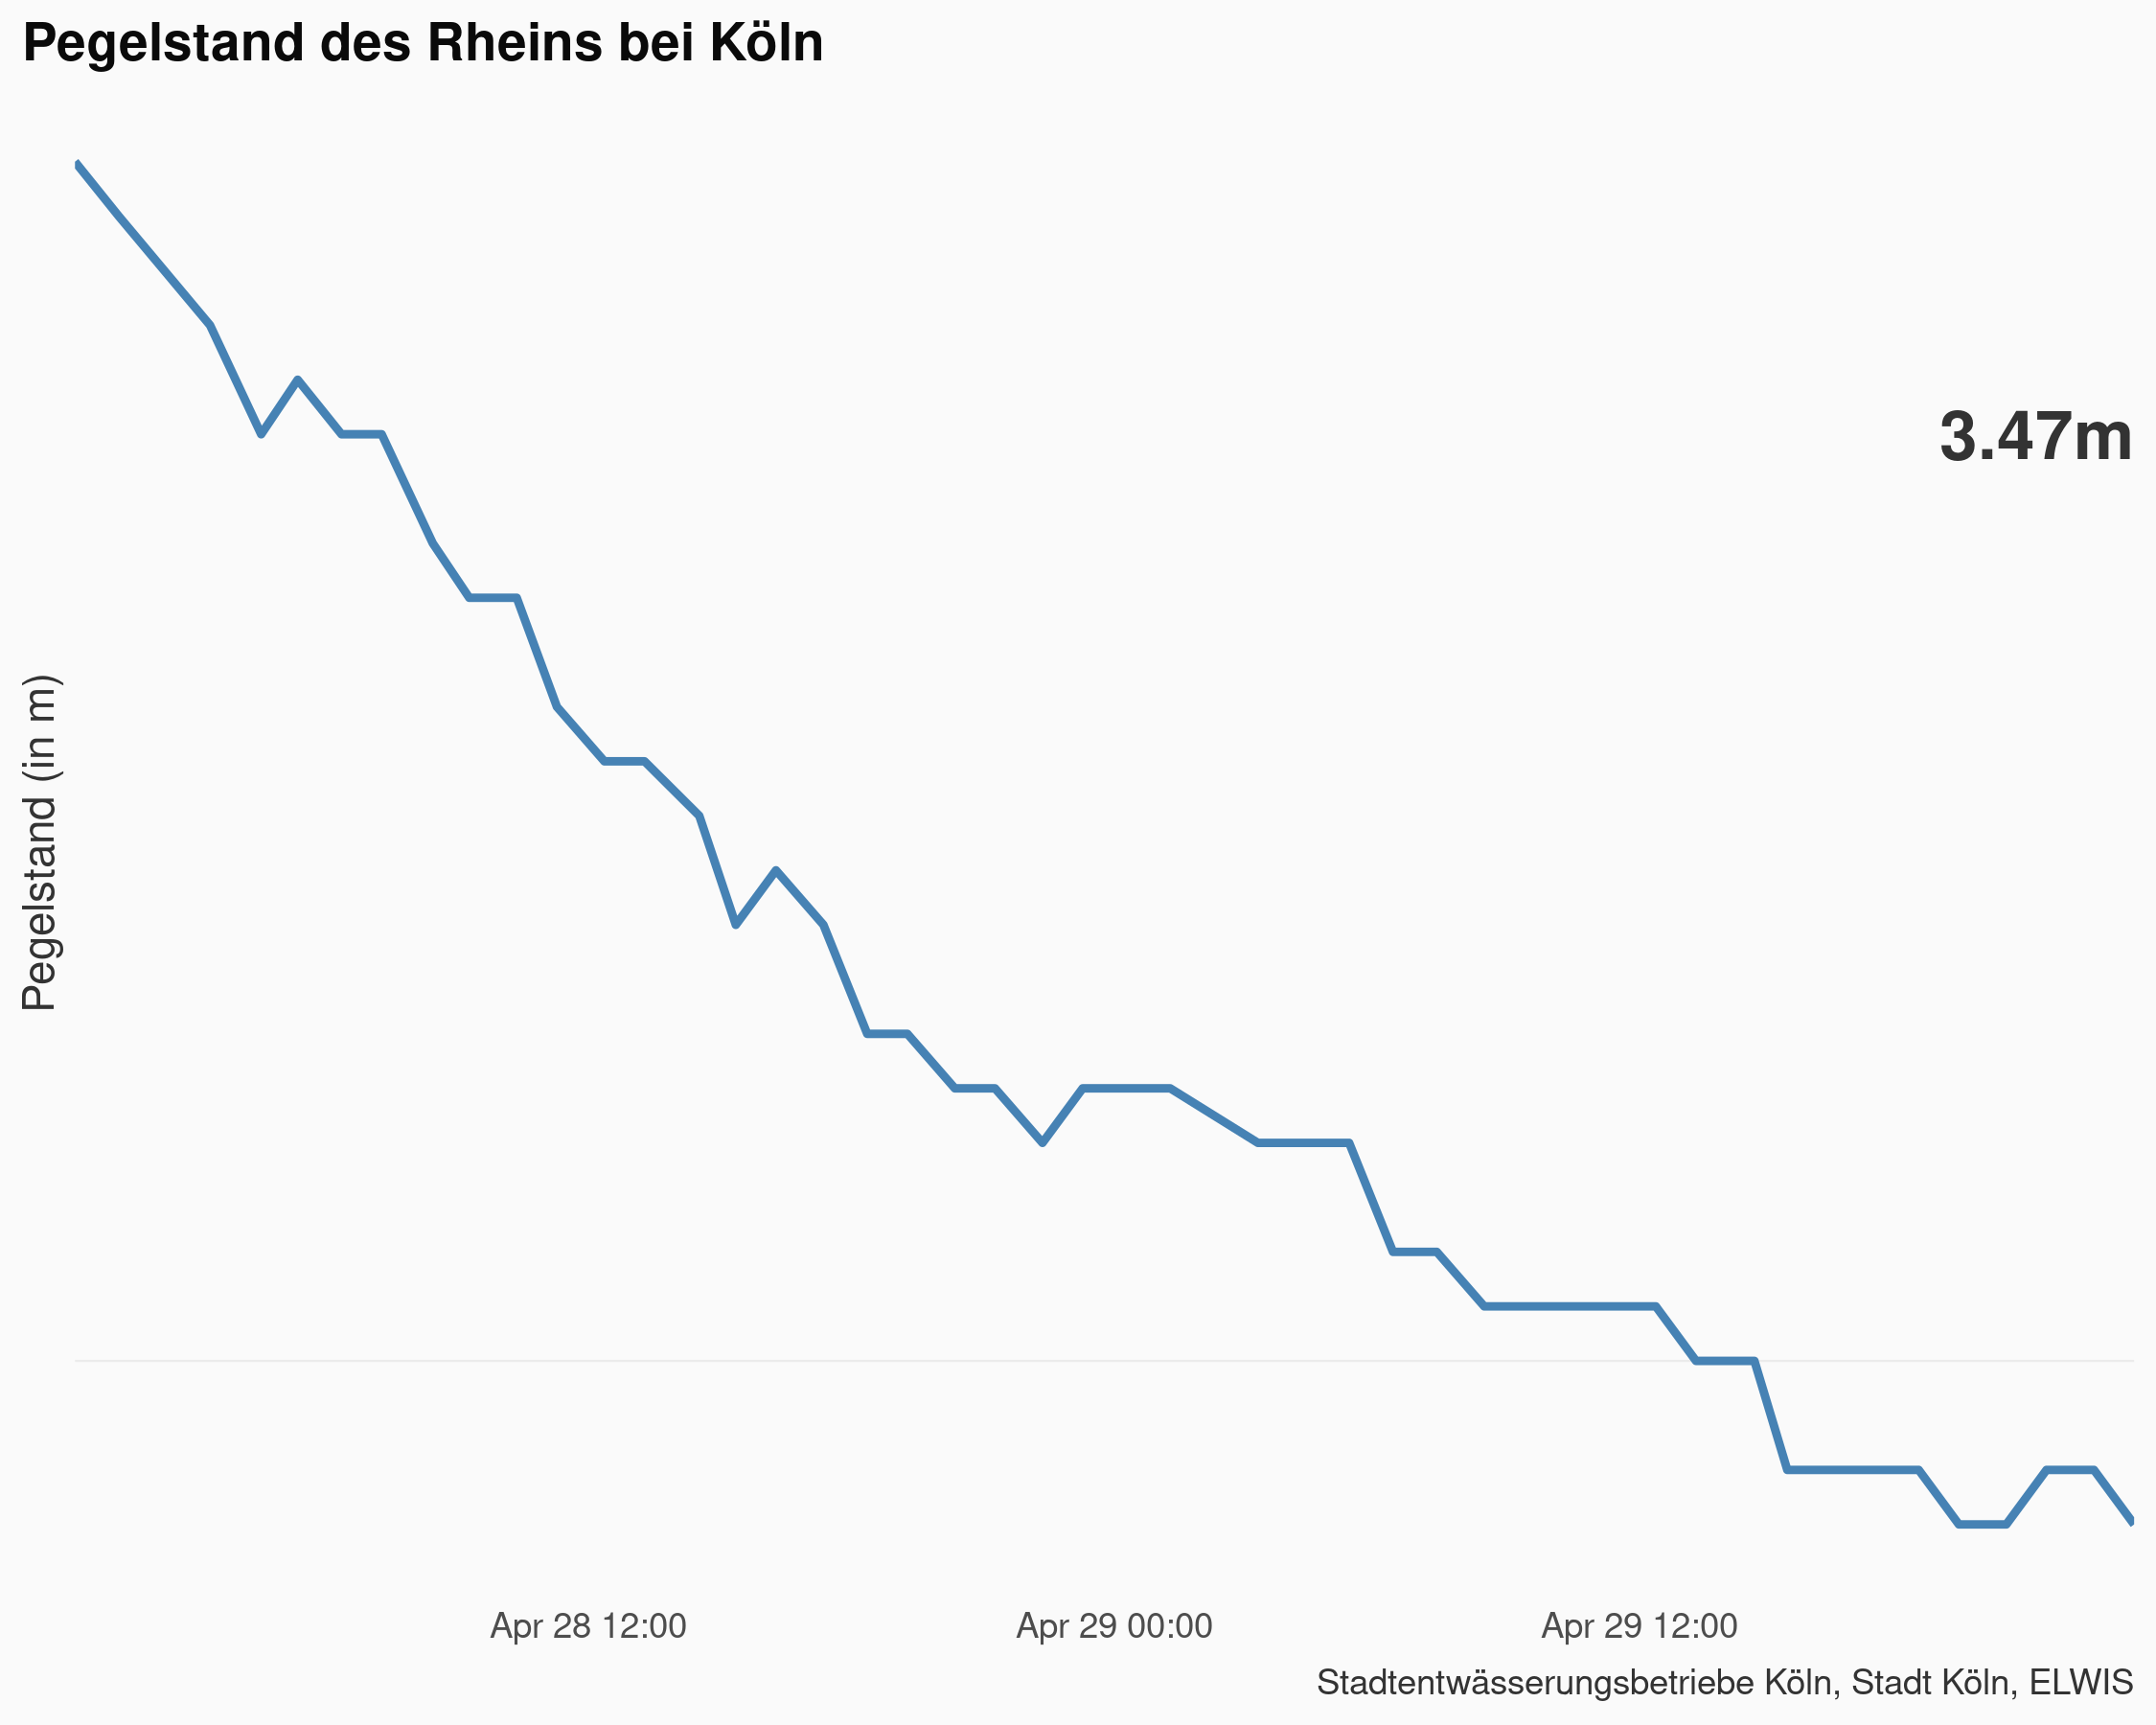 Pegelstand des Rheins bei Köln
3.47m
Pegelstand (in m)
Apr 28 12:00
Apr 29 00:00
Apr 29 12:00
Stadtentwässerungsbetriebe Köln, Stadt Köln, ELWIS